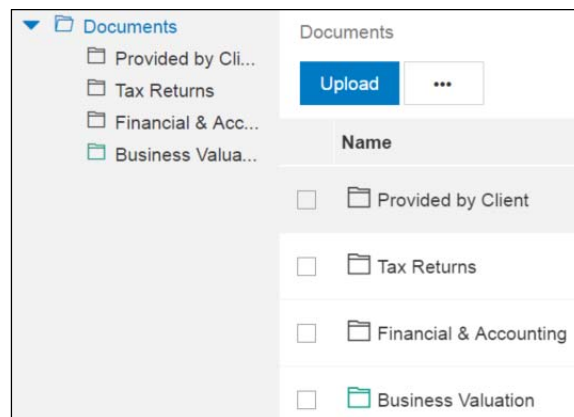 Documents
Provided by Cli...
Tax Returns
Financial & Acc...
Business Valua...
Documents
Upload
•••
Name
Provided by Client
Tax Returns
Financial & Accounting
Business Valuation